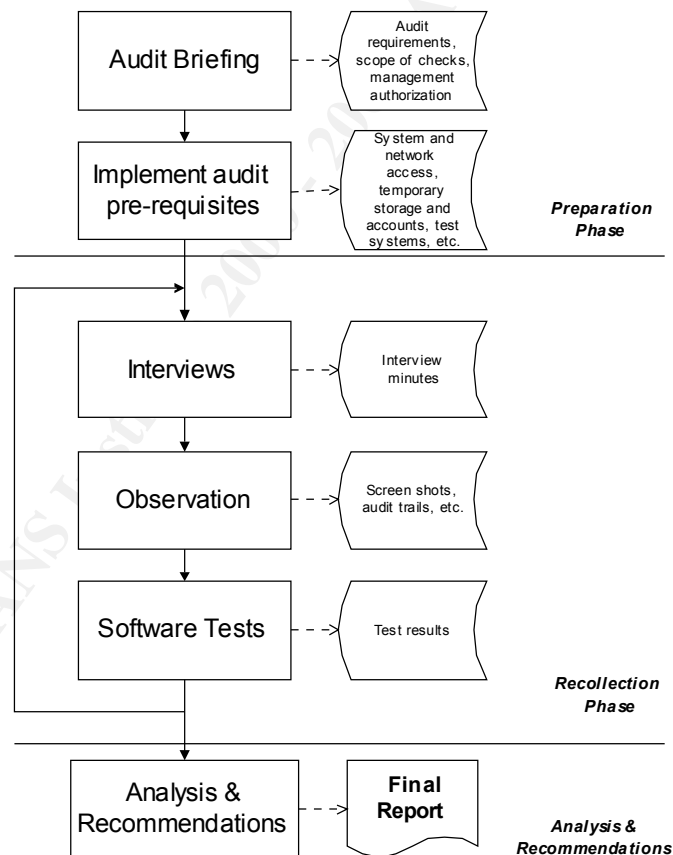 Audit Briefing
Audit
requirements,
scope of checks,
management
authorization
Implement audit
pre-requisites
System and
network
access,
temporary
storage and
accounts, test
systems, etc.
Preparation
Phase
Interviews
Interview
minutes
Observation
Screen shots,
audit trails, etc.
Software Tests
Test results
Recollection
Phase
Analysis &
Recommendations
Final
Report
Analysis &
Recommendations